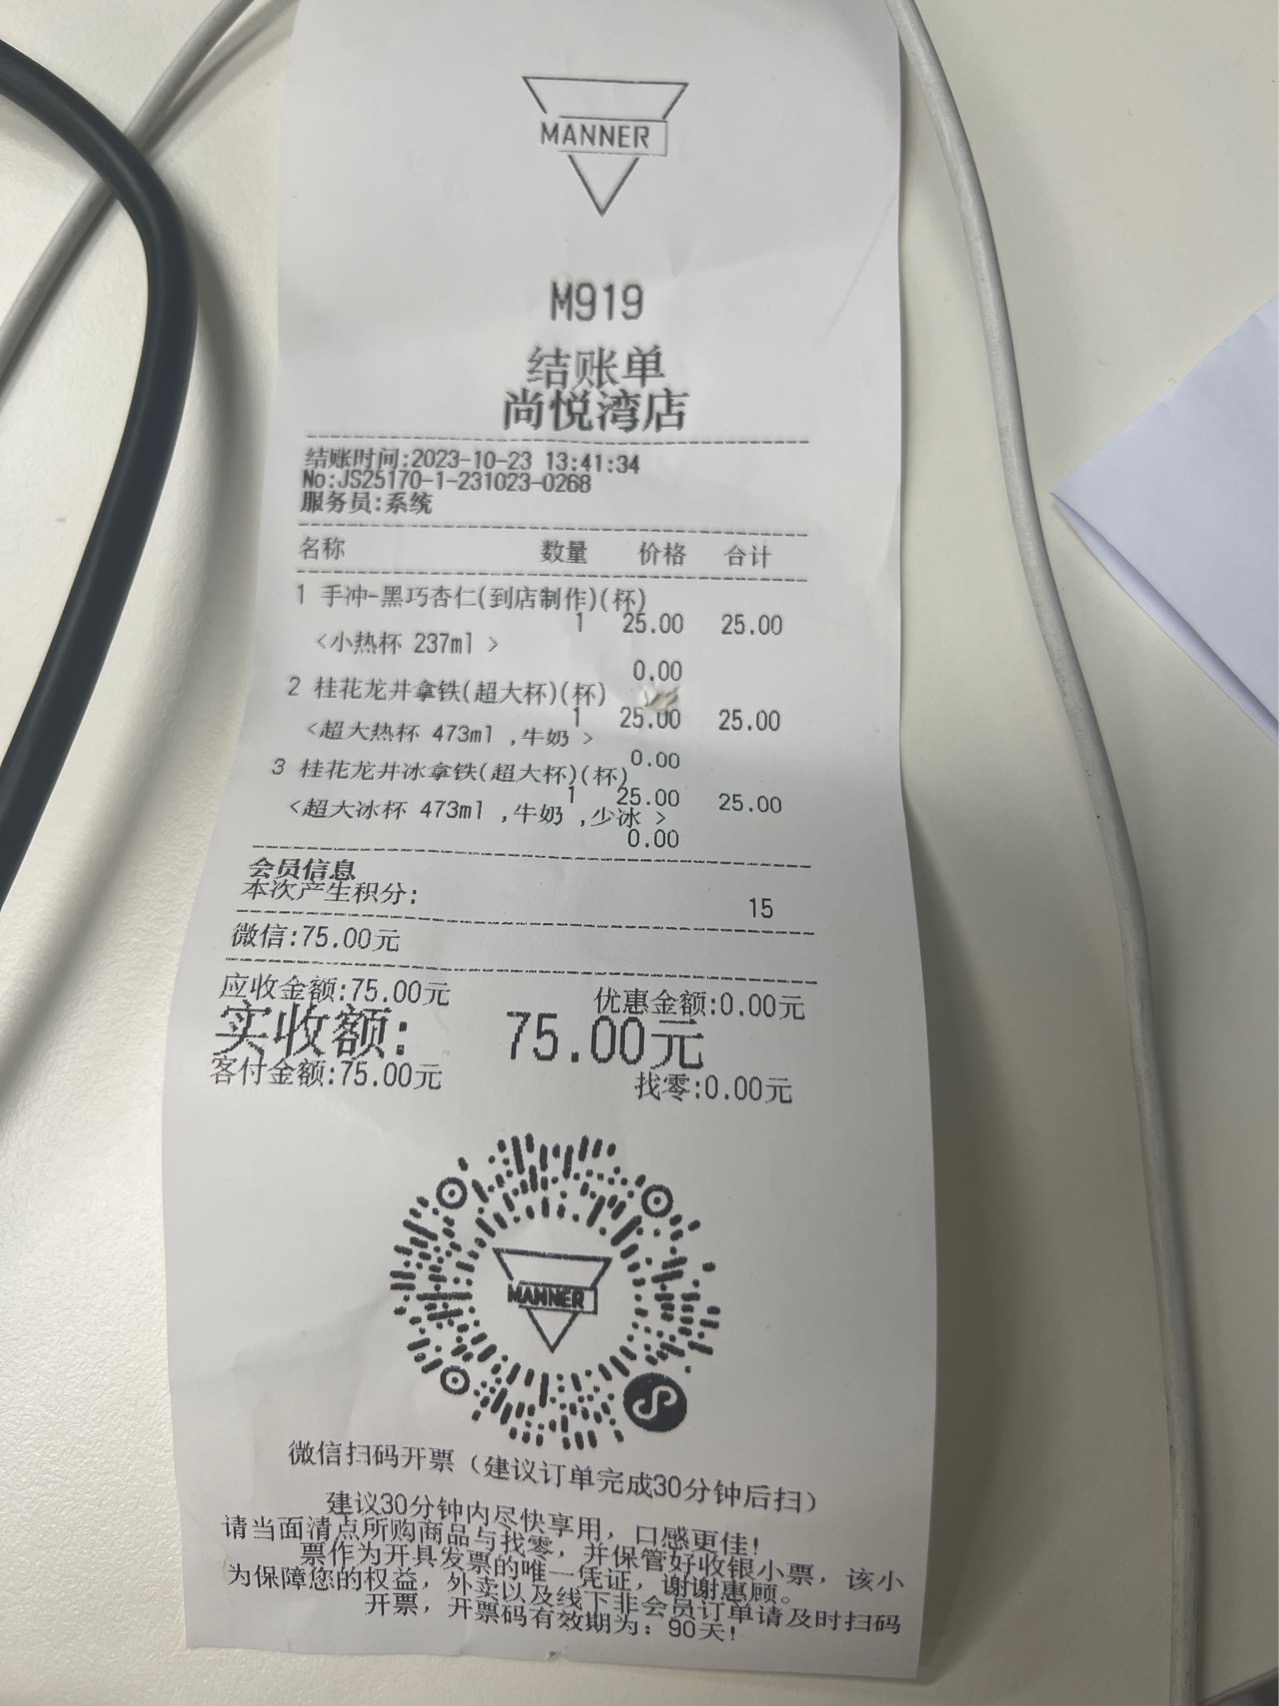 MANNER
M919
结账单
尚悦湾店
结账时间:2023-10-23 13:41:34
No:JS25170-1-231023-0268
服务员:系统
名称 数量 价格 合计
1 手冲-黑巧杏仁(到店制作)(杯)
1 25.00 25.00
<小热杯 237ml >
0.00
2 桂花龙井拿铁(超大杯)(杯)
1 25.00 25.00
<超大热杯 473ml ,牛奶 >
0.00
3 桂花龙井冰拿铁(超大杯)(杯)
1 25.00 25.00
<超大冰杯 473ml ,牛奶 ,少冰 >
0.00
会员信息
本次产生积分: 15
微信:75.00元
应收金额:75.00元 优惠金额:0.00元
实收额: 75.00元
客付金额:75.00元 找零:0.00元
MANNER
微信扫码开票（建议订单完成30分钟后扫）
建议30分钟内尽快享用，口感更佳!
请当面清点所购商品与找零，并保管好收银小票，该小
票作为开具发票的唯一凭证，谢谢惠顾。
为保障您的权益，外卖以及线下非会员订单请及时扫码
开票，开票码有效期为: 90天!